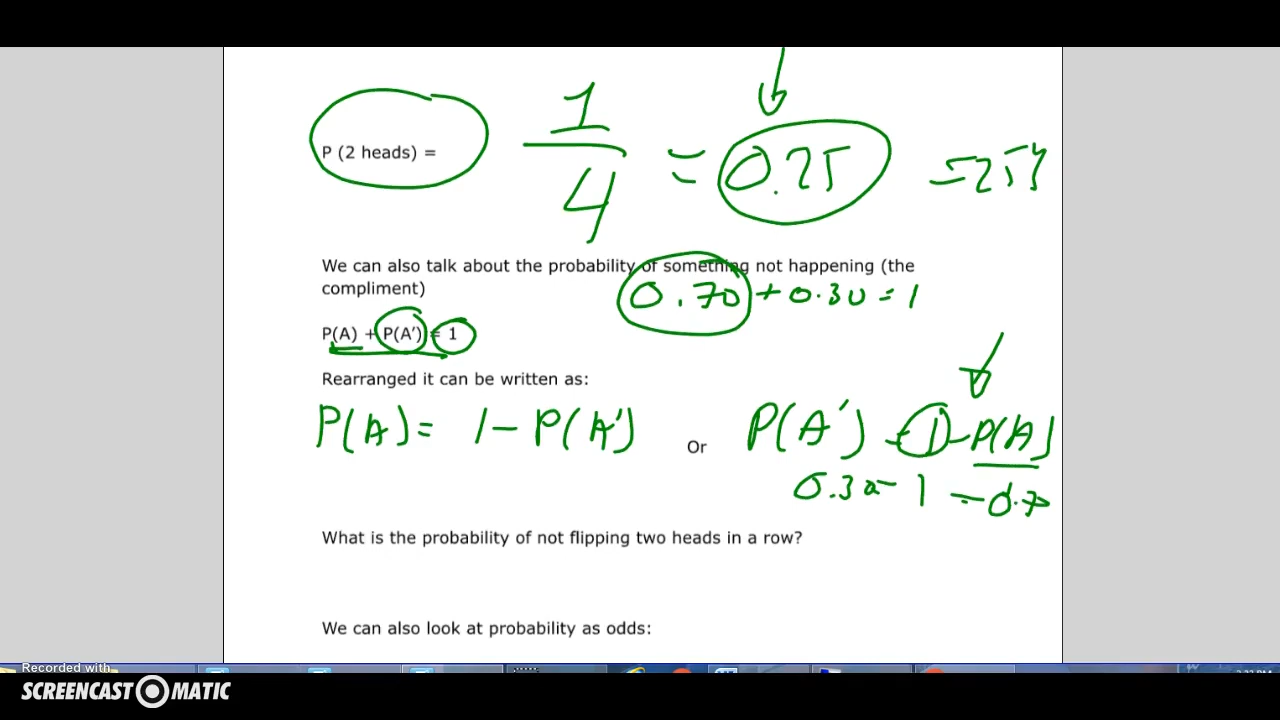 1
P (2 heads) = — = 0.25 = 25%
4
We can also talk about the probability of something not happening (the
compliment) 0.70 + 0.30 = 1
P(A) + P(A') = 1
Rearranged it can be written as:
P(A) = 1 - P(A') Or P(A') = 1 - P(A)
0.30 = 1 - 0.70
What is the probability of not flipping two heads in a row?
We can also look at probability as odds:
Recorded with
SCREENCAST-O-MATIC